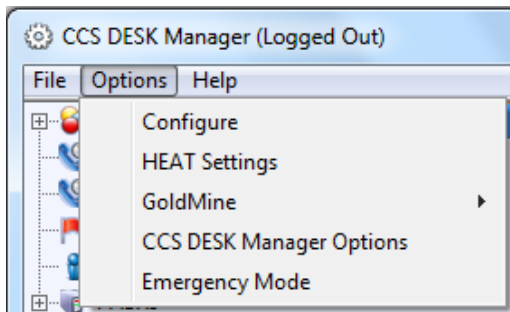 CCS DESK Manager (Logged Out)
File Options Help
Configure
HEAT Settings
GoldMine
CCS DESK Manager Options
Emergency Mode